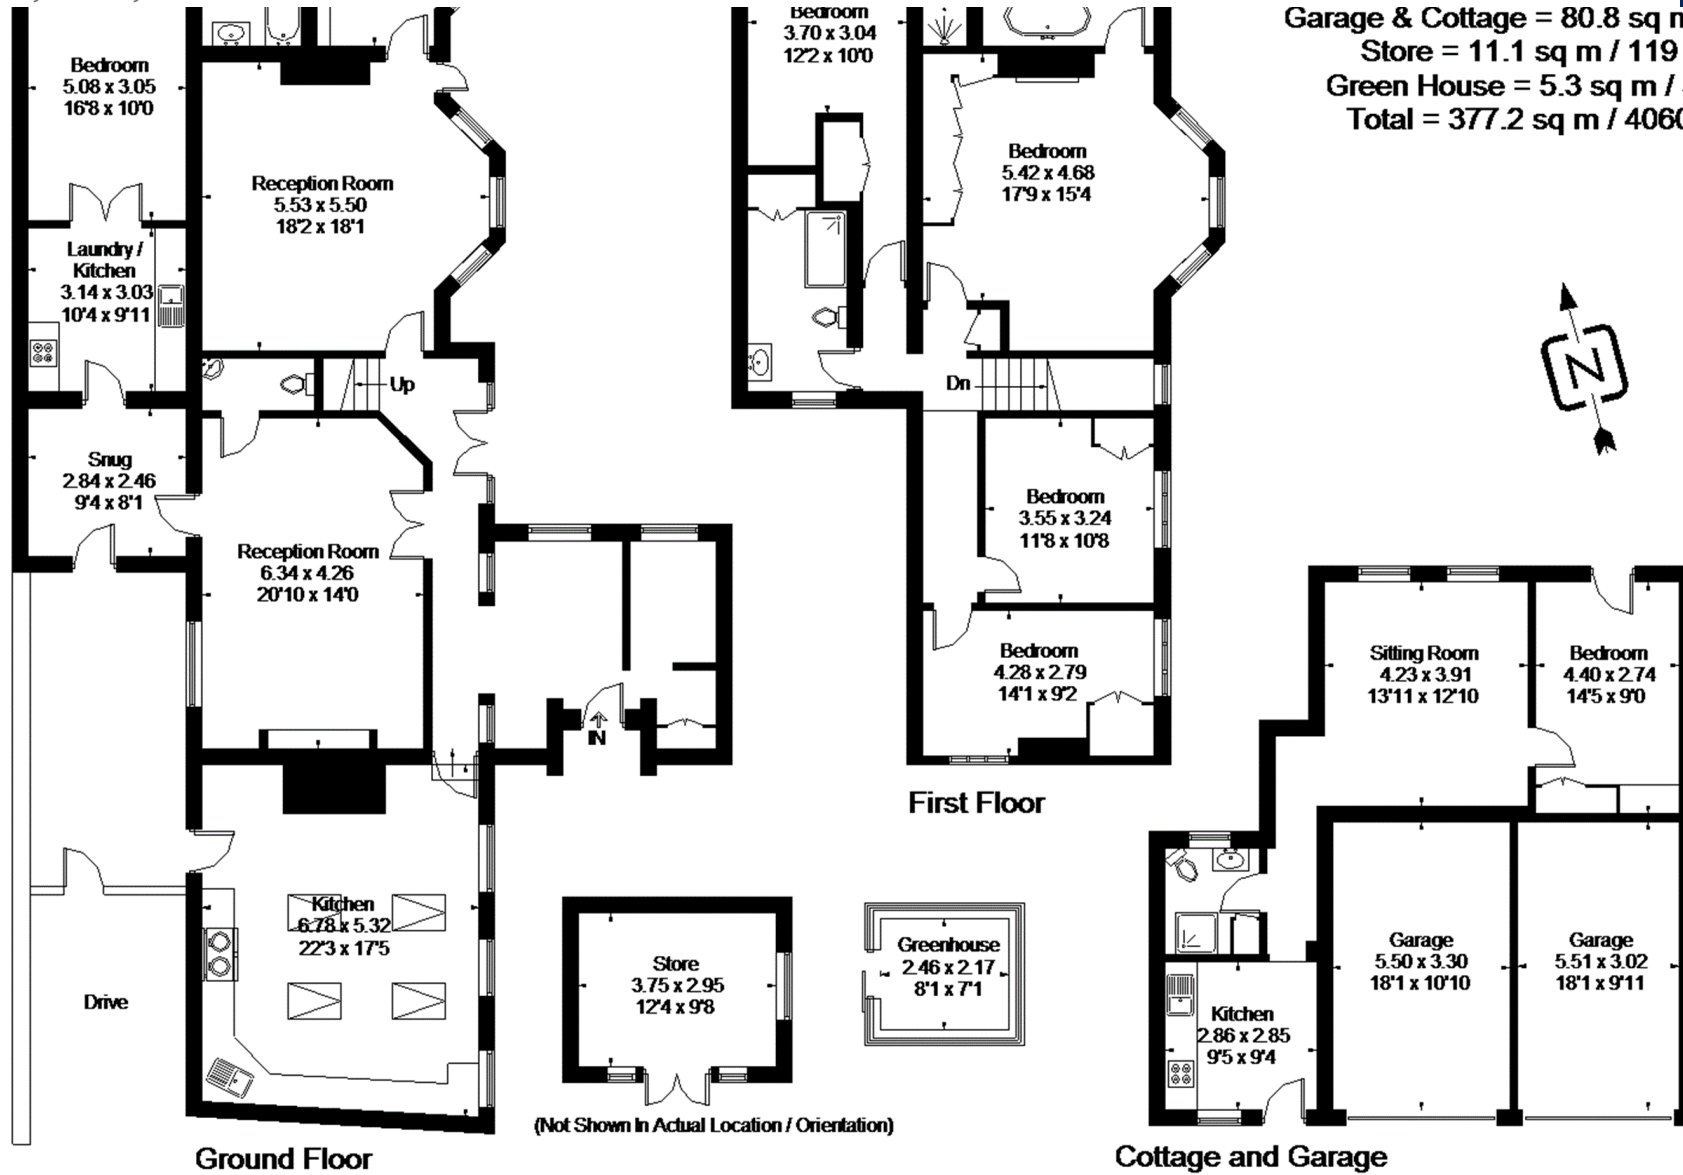 Bedroom
5.08 x 3.05
16'8 x 10'0
Reception Room
5.53 x 5.50
18'2 x 18'1
Laundry /
Kitchen
3.14 x 3.03
10'4 x 9'11
Up
Snug
2.84 x 2.46
9'4 x 8'1
Reception Room
6.34 x 4.26
20'10 x 14'0
IN
Kitchen
6.78 x 5.32
22'3 x 17'5
Drive
Ground Floor
Bedroom
3.70 x 3.04
12'2 x 10'0
Bedroom
5.42 x 4.68
17'9 x 15'4
Dn
Bedroom
3.55 x 3.24
11'8 x 10'8
Bedroom
4.28 x 2.79
14'1 x 9'2
First Floor
Store
3.75 x 2.95
12'4 x 9'8
(Not Shown In Actual Location / Orientation)
Greenhouse
2.46 x 2.17
8'1 x 7'1
Garage & Cottage = 80.8 sq m
Store = 11.1 sq m / 119
Green House = 5.3 sq m /
Total = 377.2 sq m / 4060
N
Sitting Room
4.23 x 3.91
13'11 x 12'10
Bedroom
4.40 x 2.74
14'5 x 9'0
Garage
5.50 x 3.30
18'1 x 10'10
Garage
5.51 x 3.02
18'1 x 9'11
Kitchen
2.86 x 2.85
9'5 x 9'4
Cottage and Garage